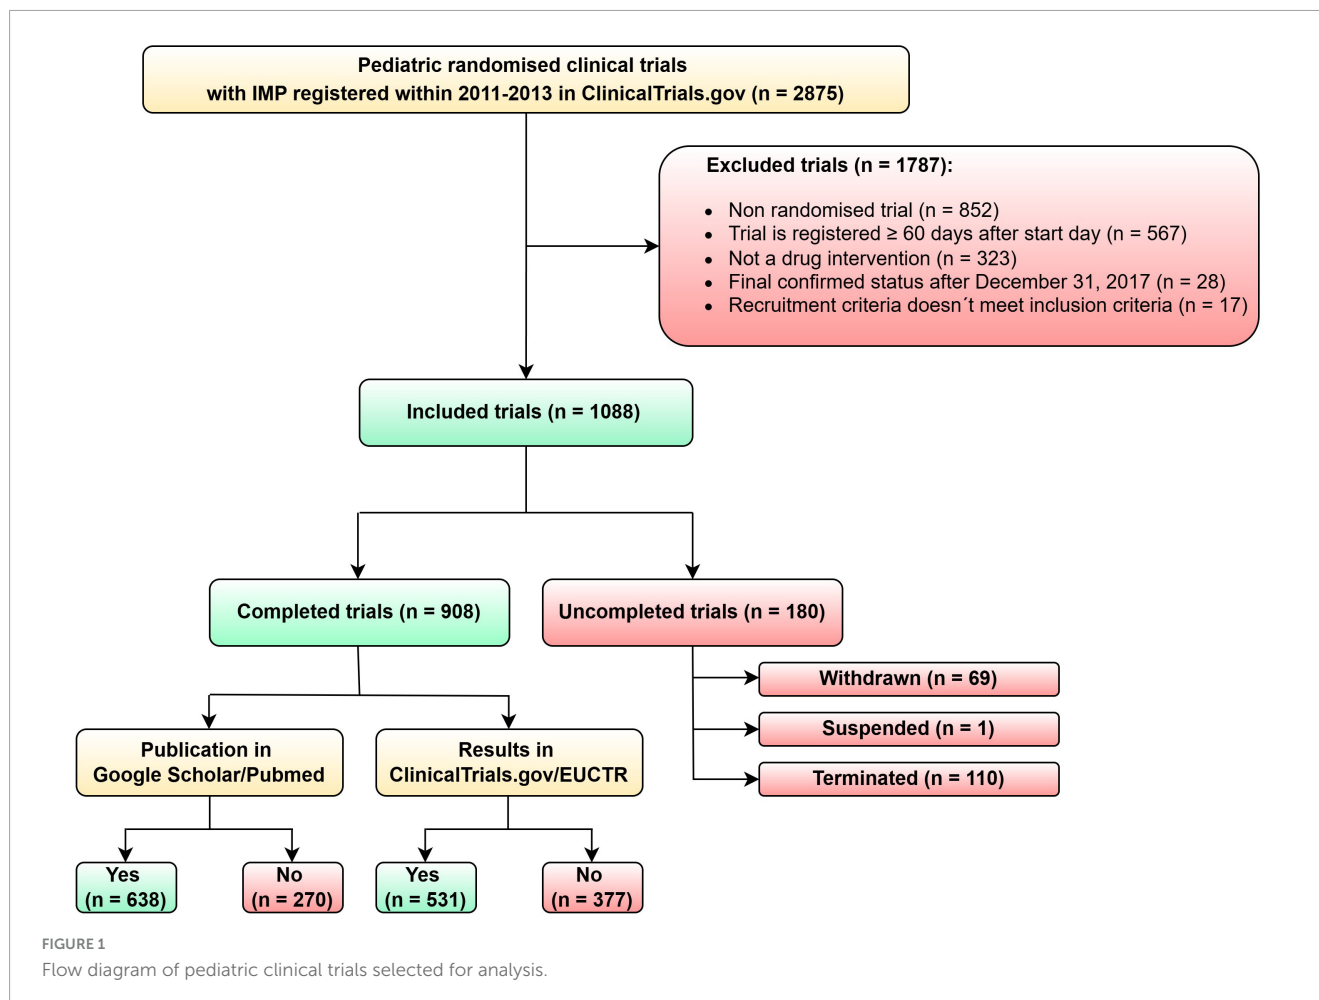 Pediatric randomised clinical trials
with IMP registered within 2011-2013 in ClinicalTrials.gov (n = 2875)
Excluded trials (n = 1787):
• Non randomised trial (n = 852)
• Trial is registered ≥ 60 days after start day (n = 567)
• Not a drug intervention (n = 323)
• Final confirmed status after December 31, 2017 (n = 28)
• Recruitment criteria doesn´t meet inclusion criteria (n = 17)
Included trials (n = 1088)
Completed trials (n = 908)
Uncompleted trials (n = 180)
Withdrawn (n = 69)
Suspended (n = 1)
Terminated (n = 110)
Publication in
Google Scholar/Pubmed
Results in
ClinicalTrials.gov/EUCTR
Yes
(n = 638)
No
(n = 270)
Yes
(n = 531)
No
(n = 377)
FIGURE 1
Flow diagram of pediatric clinical trials selected for analysis.